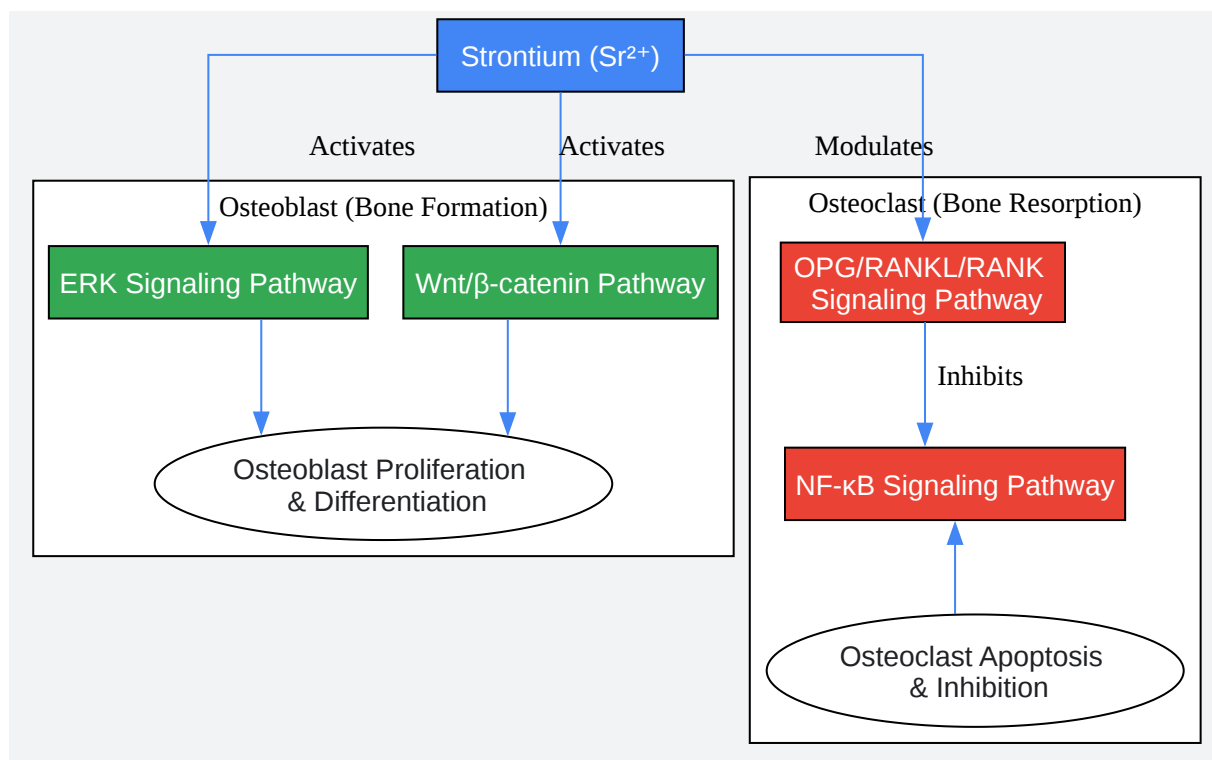 Strontium (Sr²⁺)
Activates
Activates
Modulates
Osteoblast (Bone Formation)
ERK Signaling Pathway
Wnt/β-catenin Pathway
Osteoblast Proliferation
& Differentiation
Osteoclast (Bone Resorption)
OPG/RANKL/RANK
Signaling Pathway
Inhibits
NF-κB Signaling Pathway
Osteoclast Apoptosis
& Inhibition